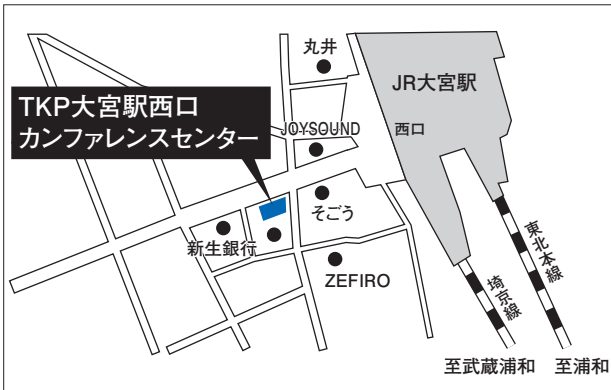 丸井
JR大宮駅
TKP大宮駅西口
カンファレンスセンター
JOYSOUND
西口
そごう
新生銀行
ZEFIRO
埼京線
東北本線
至武蔵浦和
至浦和